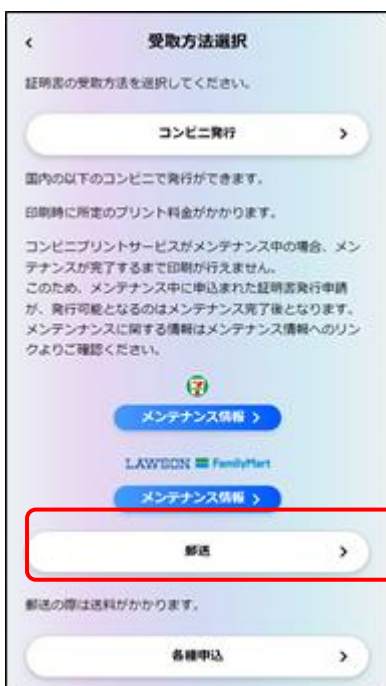 受取方法選択
証明書の受取方法を選択してください。
コンビニ発行
国内の以下のコンビニで発行ができます。
印刷時に所定のプリント料金がかかります。
コンビニプリントサービスがメンテナンス中の場合、メン
テナンスが完了するまで印刷が行えません。
このため、メンテナンス中に申込まれた証明書発行申請
が、発行可能となるのはメンテナンス完了後となります。
メンテンナンスに関する情報はメンテナンス情報へのリン
クよりご確認ください。
メンテナンス情報
LAWSON FamilyMart
メンテナンス情報
郵送
郵送の際は送料がかかります。
各種申込